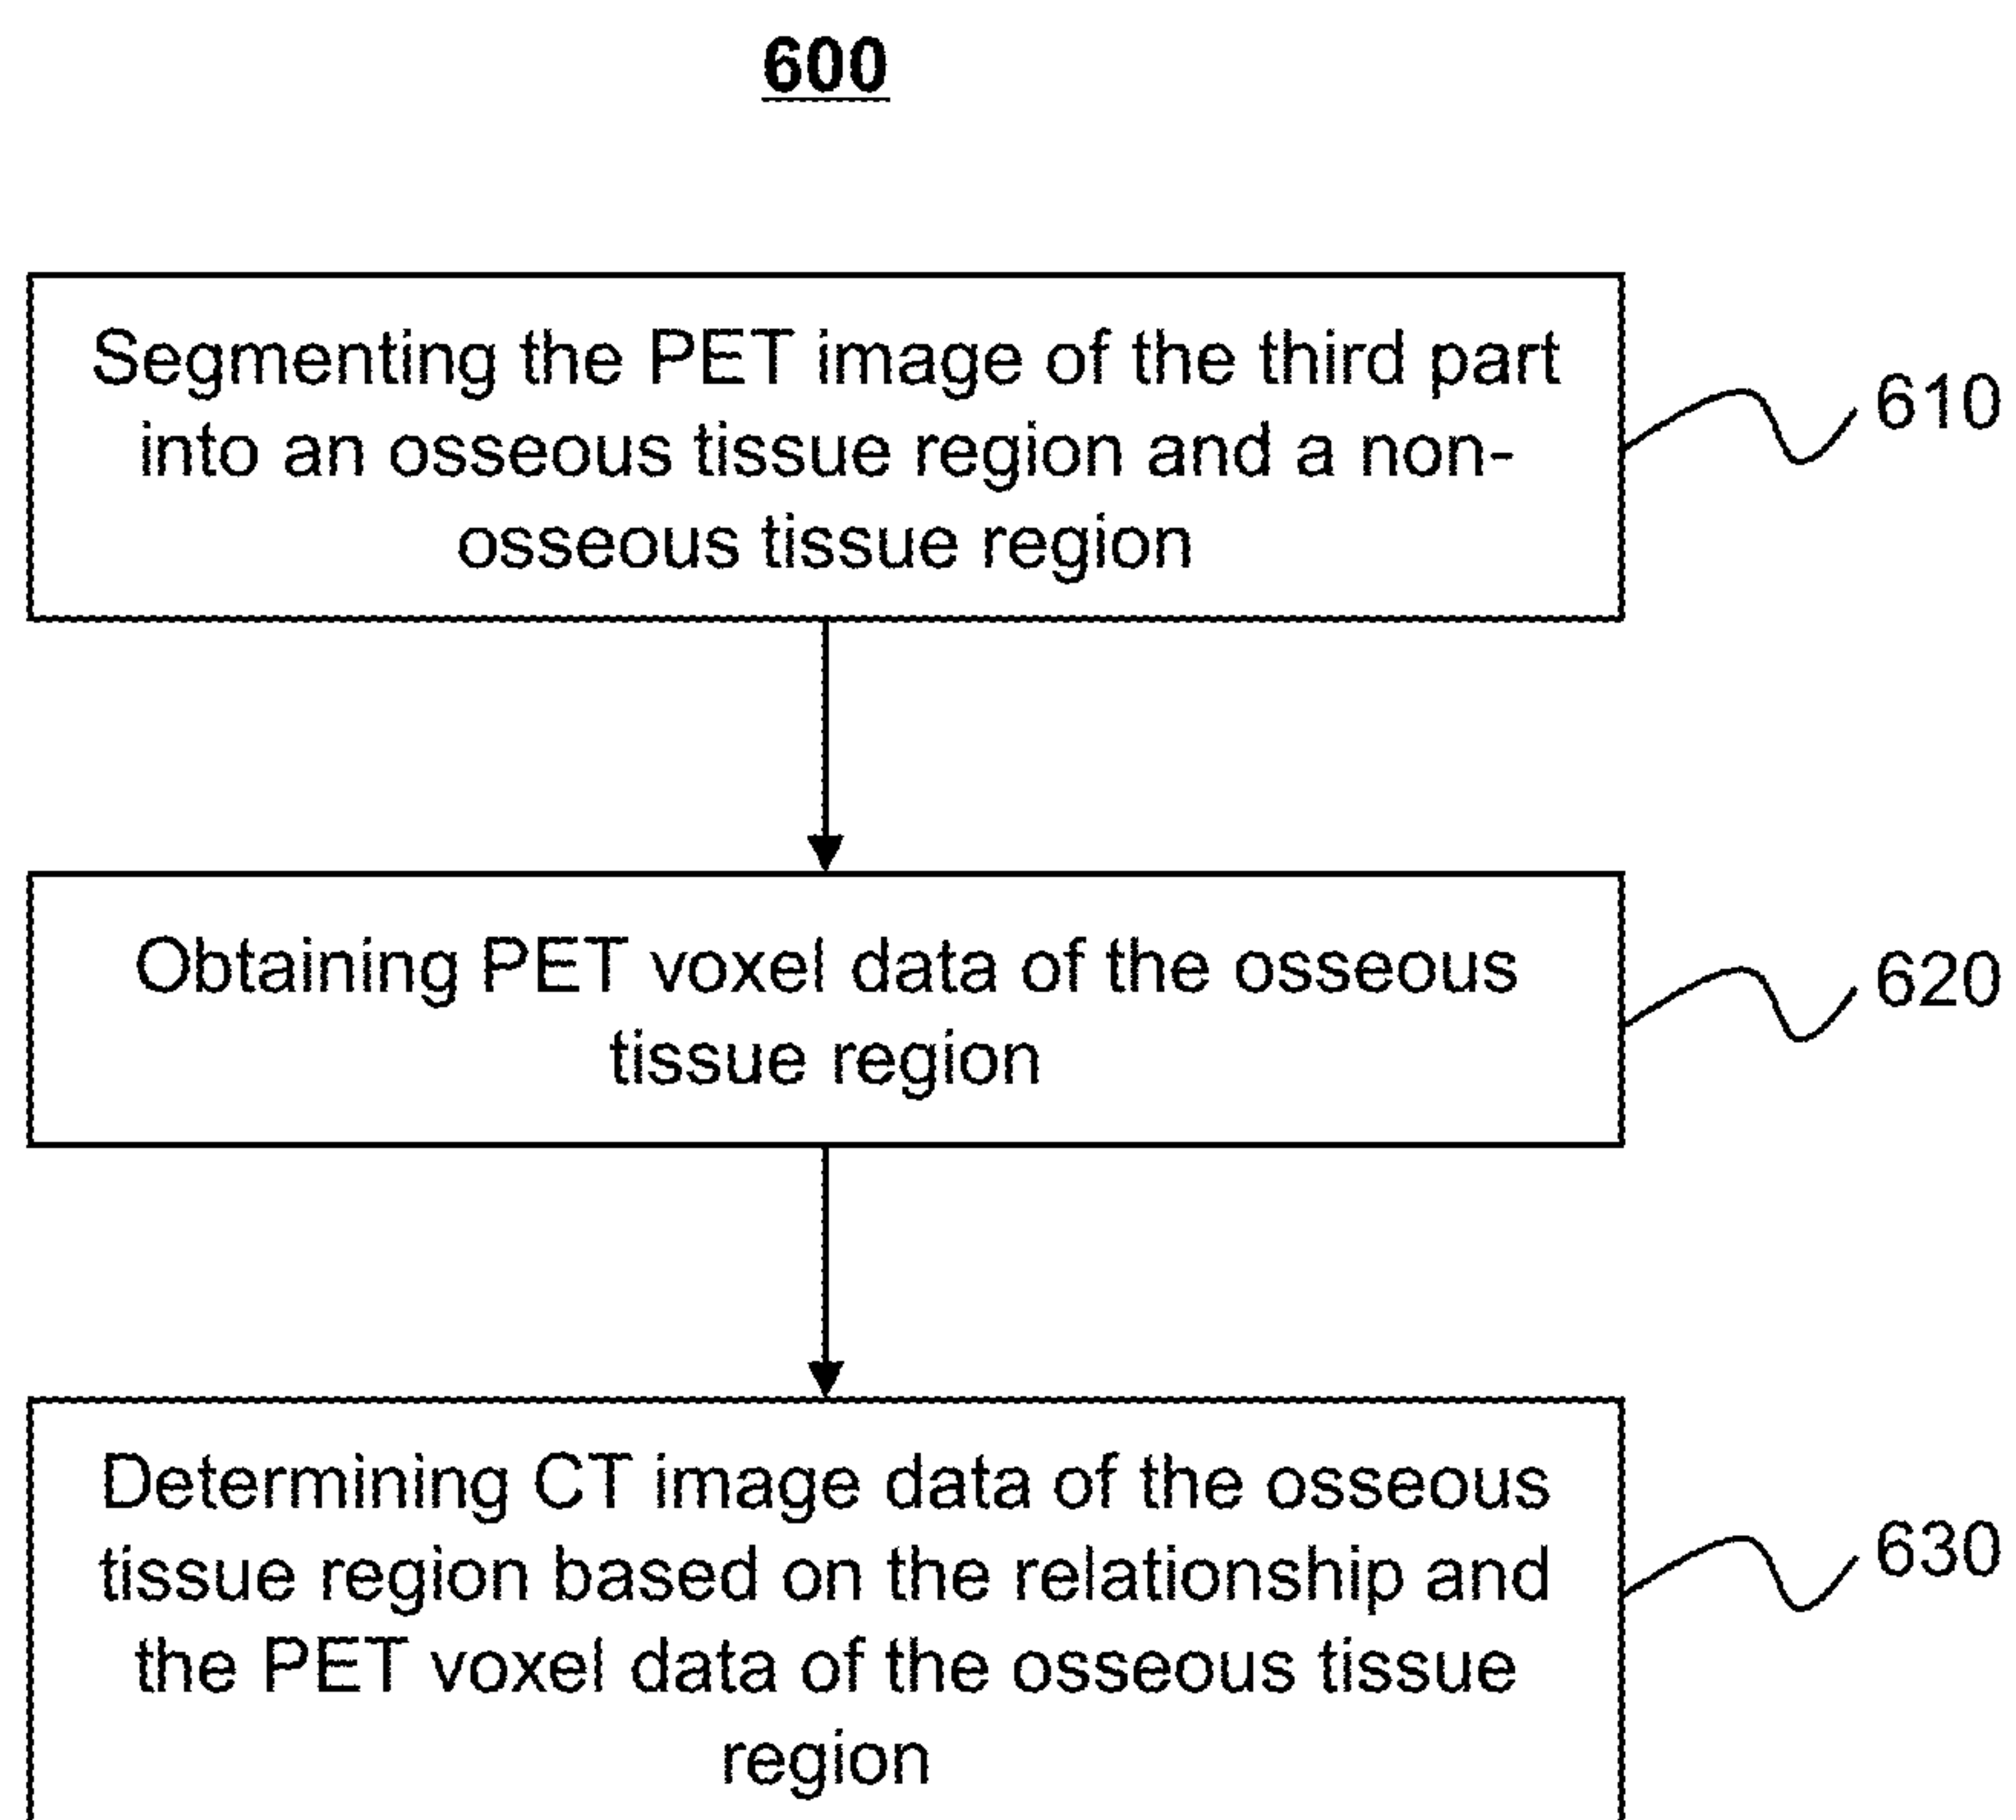 600
Segmenting the PET image of the third part
into an osseous tissue region and a non-
osseous tissue region
610
Obtaining PET voxel data of the osseous
tissue region
620
Determining CT image data of the osseous
tissue region based on the relationship and
the PET voxel data of the osseous tissue
region
630